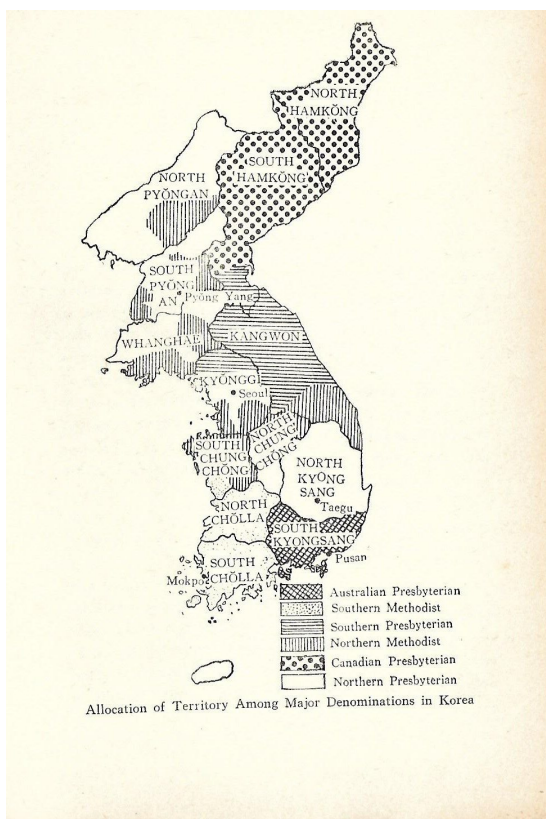 NORTH
HAMKŎNG
SOUTH
HAMKŎNG
NORTH
PYŎNGAN
SOUTH
PYŎNG
AN
Pyŏng Yang
WHANGHAE
KANGWON
KYŎNGGI
Seoul
NORTH
CHUNG
CHŎNG
SOUTH
CHUNG
CHŎNG
NORTH
KYONG
SANG
Taegu
NORTH
CHŎLLA
SOUTH
KYONGSANG
Pusan
SOUTH
CHŎLLA
Mokpo
Australian Presbyterian
Southern Methodist
Southern Presbyterian
Northern Methodist
Canadian Presbyterian
Northern Presbyterian
Allocation of Territory Among Major Denominations in Korea